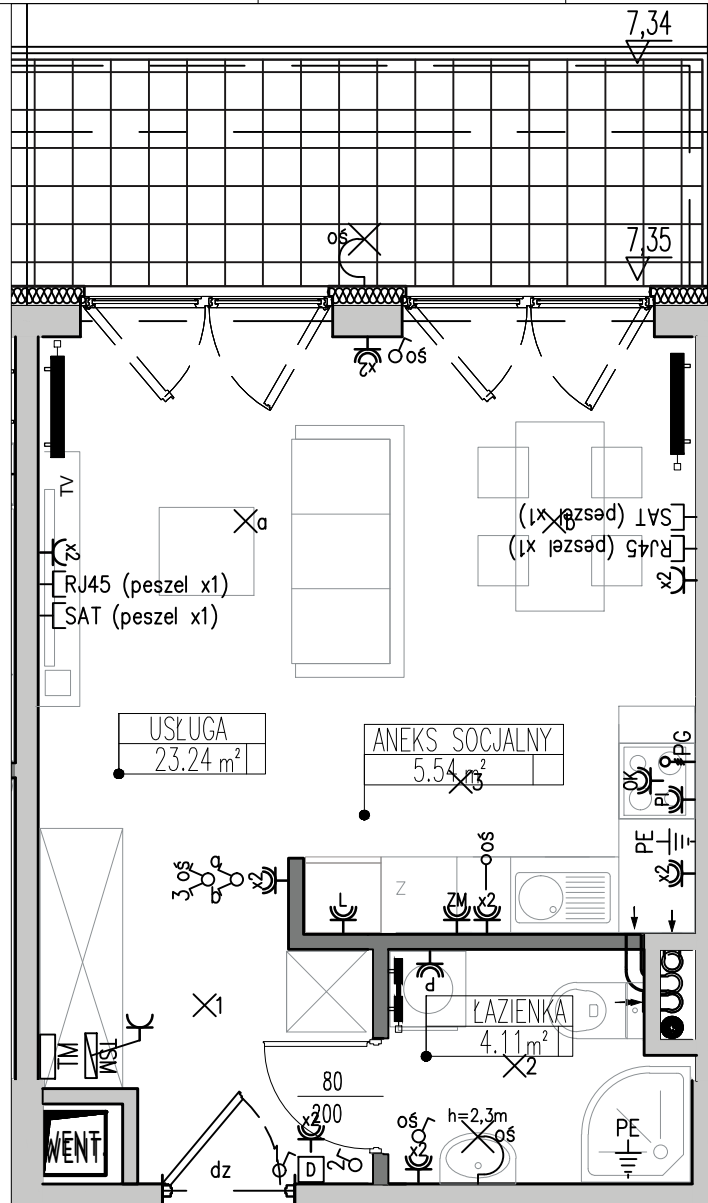 7,34
oś
7,35
x2
oś
TV
a
b
SAT (peszel x1)
x2
RJ45 (peszel x1)
RJ45 (peszel x1)
x2
SAT (peszel x1)
USŁUGA
23.24 m²
ANEKS SOCJALNY
5.54 m²
3
PG
OK
PI
PE
x2
oś
3 oś
a
b
x2
L
Z
ZM
x2
P
1
ŁAZIENKA
4.11 m²
2
TM
TSM
80
200
x2
oś
h=2,3m
oś
x2
PE
WENT.
dz
D
2